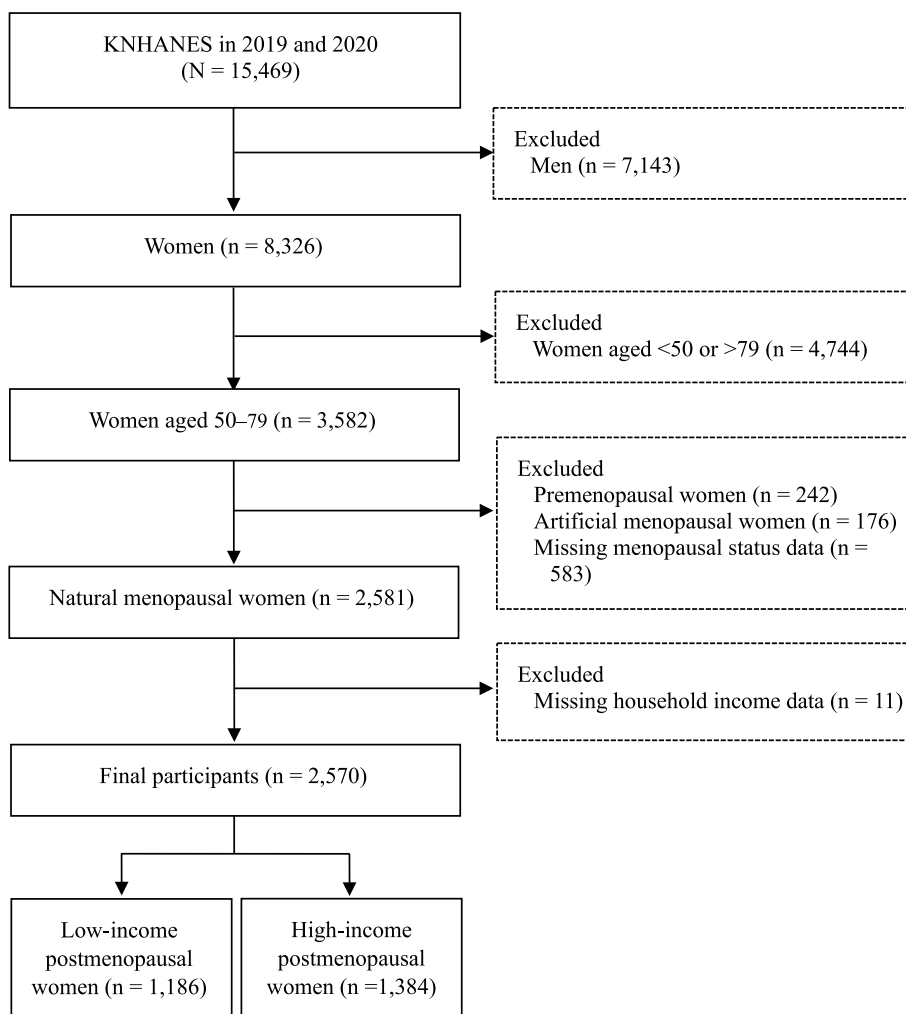 KNHANES in 2019 and 2020
(N = 15,469)
Excluded
Men (n = 7,143)
Women (n = 8,326)
Excluded
Women aged <50 or >79 (n = 4,744)
Women aged 50–79 (n = 3,582)
Excluded
Premenopausal women (n = 242)
Artificial menopausal women (n = 176)
Missing menopausal status data (n =
583)
Natural menopausal women (n = 2,581)
Excluded
Missing household income data (n = 11)
Final participants (n = 2,570)
Low-income
postmenopausal
women (n = 1,186)
High-income
postmenopausal
women (n =1,384)